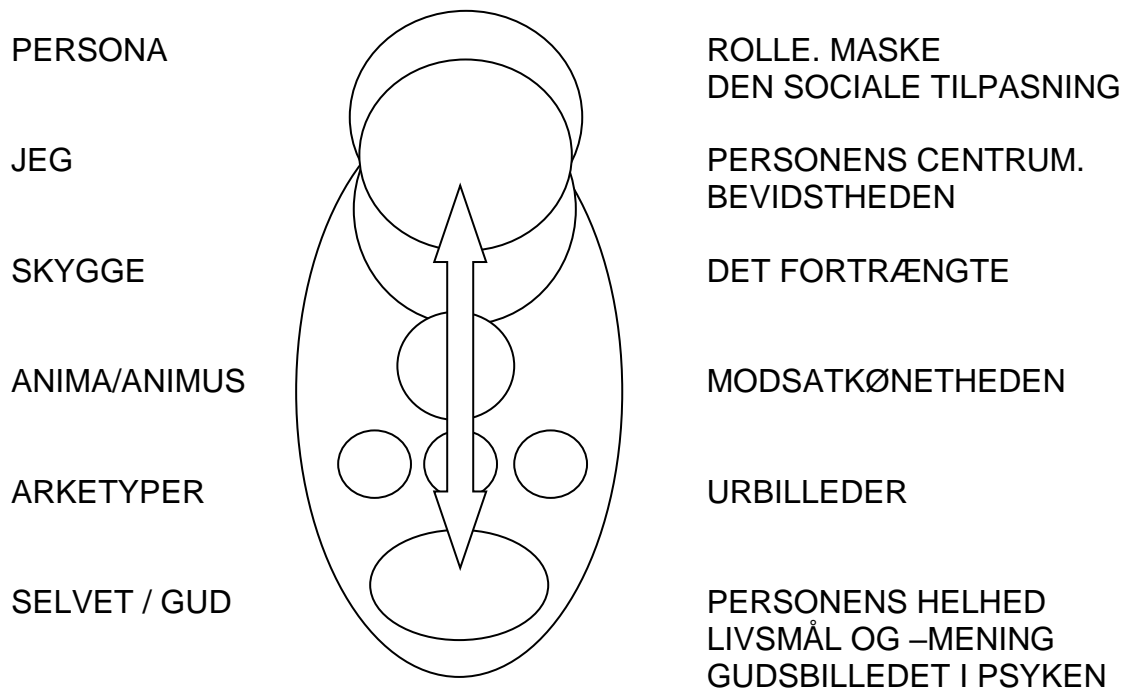 PERSONA
ROLLE. MASKE
DEN SOCIALE TILPASNING
JEG
PERSONENS CENTRUM.
BEVIDSTHEDEN
SKYGGE
DET FORTRÆNGTE
ANIMA/ANIMUS
MODSATKØNETHEDEN
ARKETYPER
URBILLEDER
SELVET / GUD
PERSONENS HELHED
LIVSMÅL OG –MENING
GUDSBILLEDET I PSYKEN